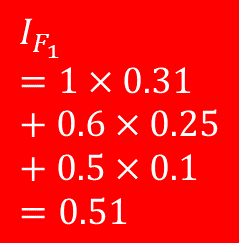 I_{F_1}
= 1 × 0.31
+ 0.6 × 0.25
+ 0.5 × 0.1
= 0.51